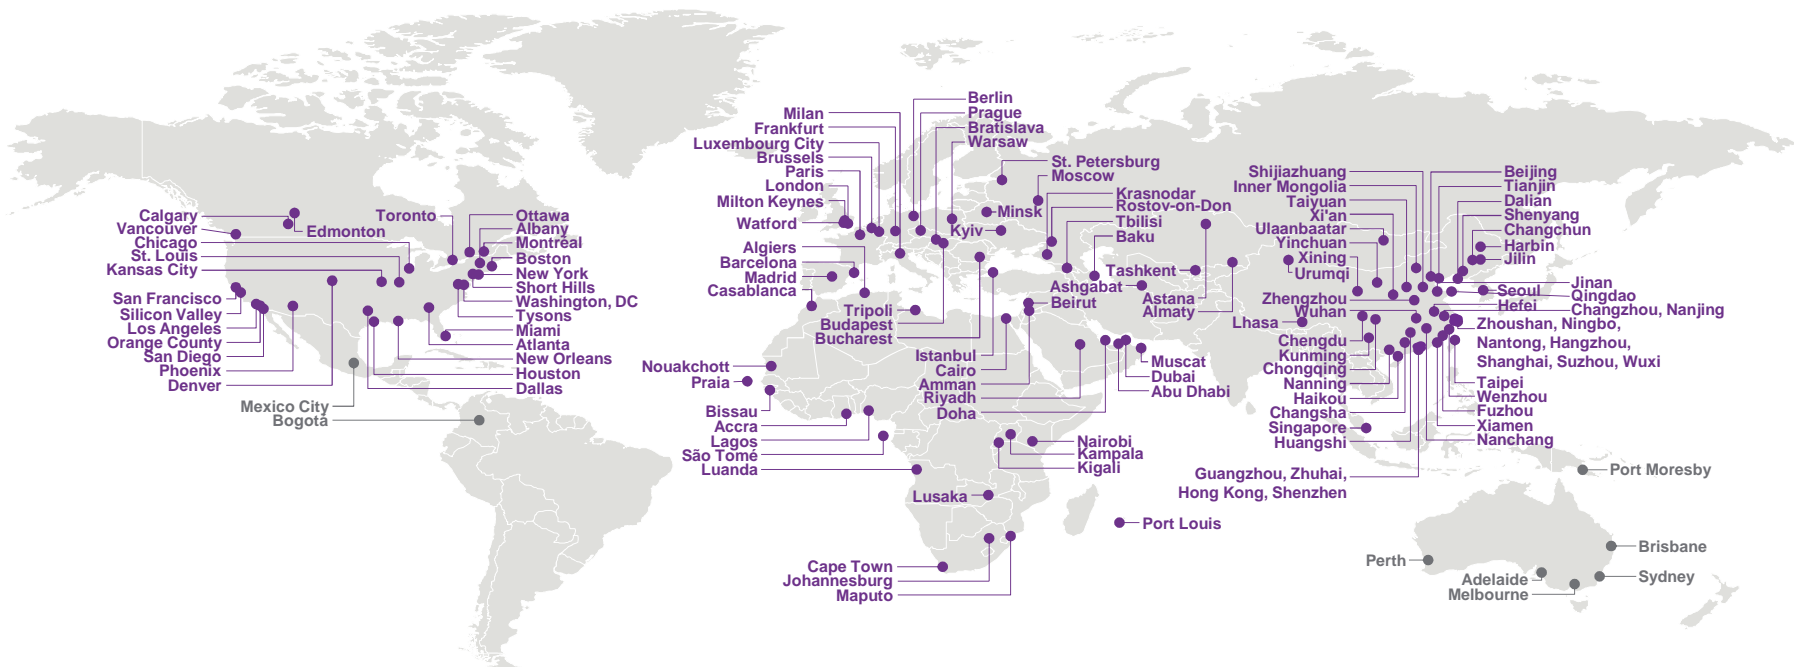 Calgary
Vancouver
Edmonton
Chicago
St. Louis
Kansas City
San Francisco
Silicon Valley
Los Angeles
Orange County
San Diego
Phoenix
Denver
Mexico City
Bogota
Toronto
Ottawa
Albany
Montréal
Boston
New York
Short Hills
Washington, DC
Tysons
Miami
Atlanta
New Orleans
Houston
Dallas
Milan
Frankfurt
Luxembourg City
Brussels
Paris
London
Milton Keynes
Watford
Algiers
Barcelona
Madrid
Casablanca
Berlin
Prague
Bratislava
Warsaw
St. Petersburg
Moscow
Minsk
Kyiv
Krasnodar
Rostov-on-Don
Tbilisi
Baku
Tashkent
Ashgabat
Astana
Almaty
Beirut
Tripoli
Budapest
Bucharest
Istanbul
Cairo
Amman
Riyadh
Doha
Muscat
Dubai
Abu Dhabi
Nouakchott
Praia
Bissau
Accra
Lagos
São Tomé
Luanda
Nairobi
Kampala
Kigali
Lusaka
Port Louis
Cape Town
Johannesburg
Maputo
Shijiazhuang
Inner Mongolia
Taiyuan
Xi'an
Ulaanbaatar
Yinchuan
Xining
Urumqi
Zhengzhou
Wuhan
Lhasa
Chengdu
Kunming
Chongqing
Nanning
Haikou
Changsha
Singapore
Huangshi
Guangzhou, Zhuhai,
Hong Kong, Shenzhen
Beijing
Tianjin
Dalian
Shenyang
Changchun
Harbin
Jilin
Jinan
Seoul
Qingdao
Hefei
Changzhou, Nanjing
Zhoushan, Ningbo,
Nantong, Hangzhou,
Shanghai, Suzhou, Wuxi
Taipei
Wenzhou
Fuzhou
Xiamen
Nanchang
Port Moresby
Perth
Brisbane
Adelaide
Sydney
Melbourne